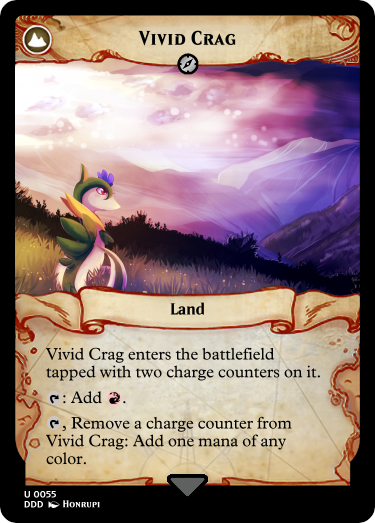 Vivid Crag
Land
Vivid Crag enters the battlefield
tapped with two charge counters on it.
: Add .
, Remove a charge counter from
Vivid Crag: Add one mana of any
color.
U 0055
DDD Honrupi